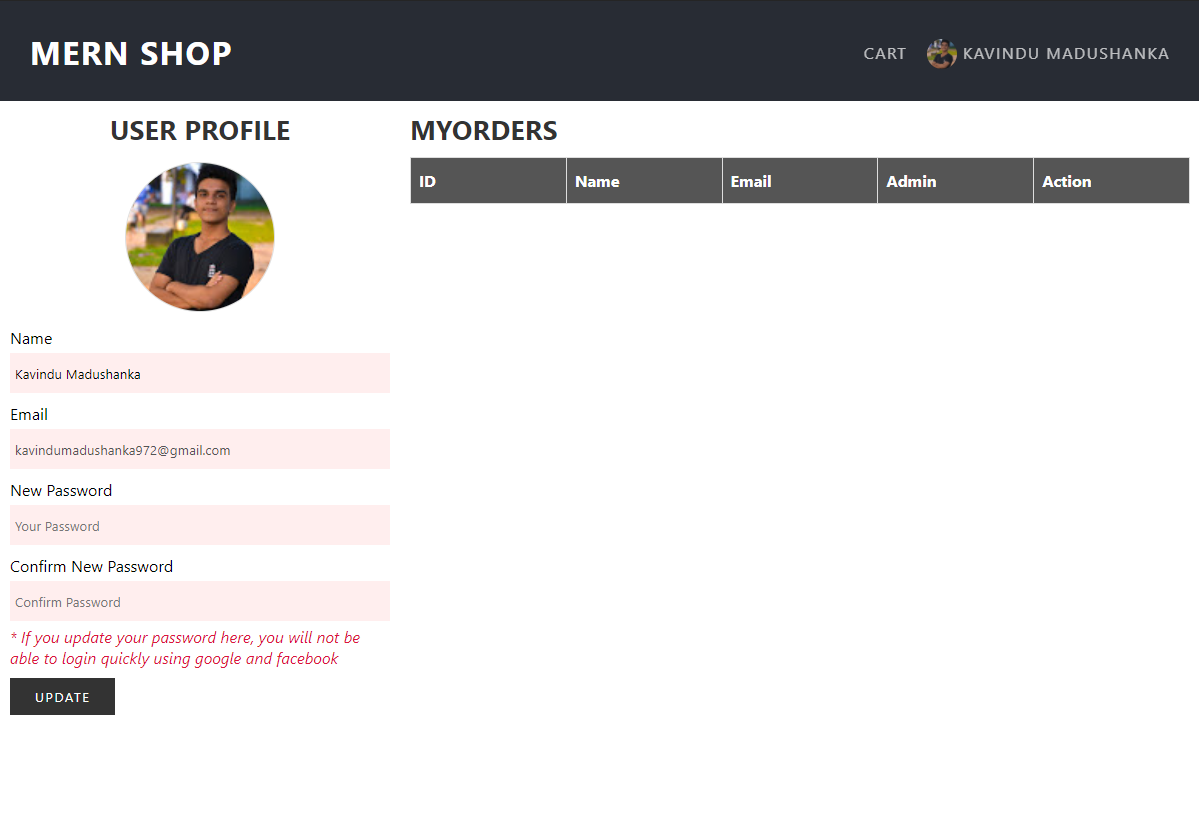 MERN SHOP
CART
KAVINDU MADUSHANKA
USER PROFILE
Name
Kavindu Madushanka
Email
kavindumadushanka972@gmail.com
New Password
Your Password
Confirm New Password
Confirm Password
* If you update your password here, you will not be
able to login quickly using google and facebook
UPDATE
MYORDERS
ID Name Email Admin Action